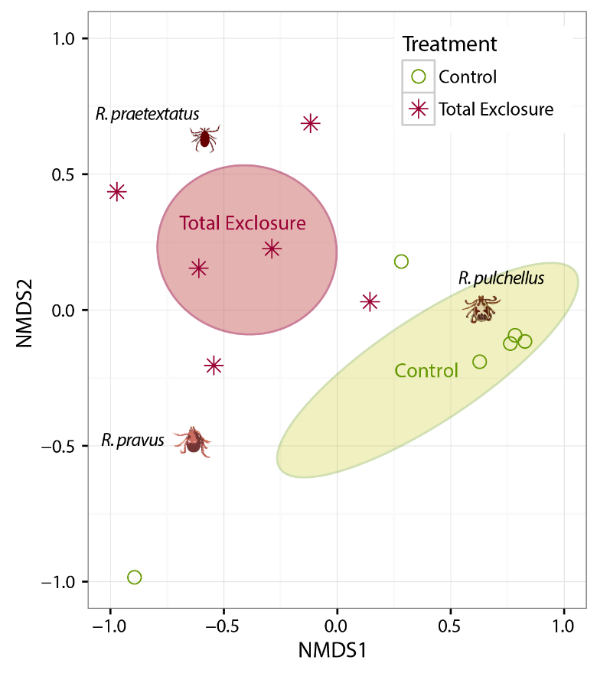 Treatment
Control
Total Exclosure
R. praetextatus
Total Exclosure
R. pulchellus
Control
R. pravus
NMDS2
1.0
0.5
0.0
−0.5
−1.0
−1.0 −0.5 0.0 0.5 1.0
NMDS1